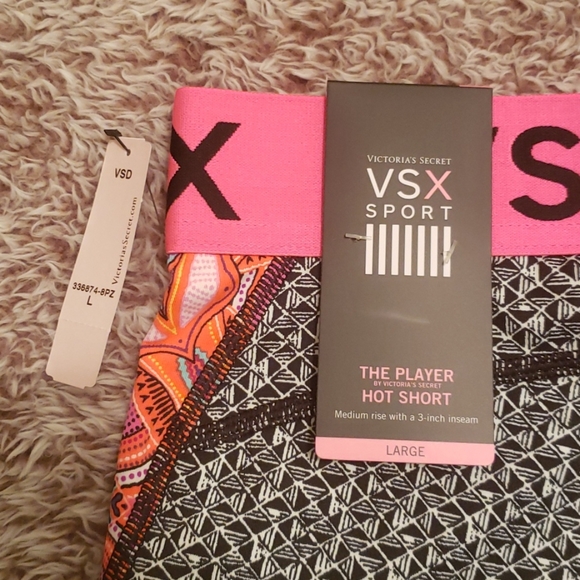 VSD
VictoriasSecret.com
336874-8PZ
L
X
VS
VICTORIA'S SECRET
VSX
SPORT
THE PLAYER
BY VICTORIA'S SECRET
HOT SHORT
Medium rise with a 3-inch inseam
LARGE